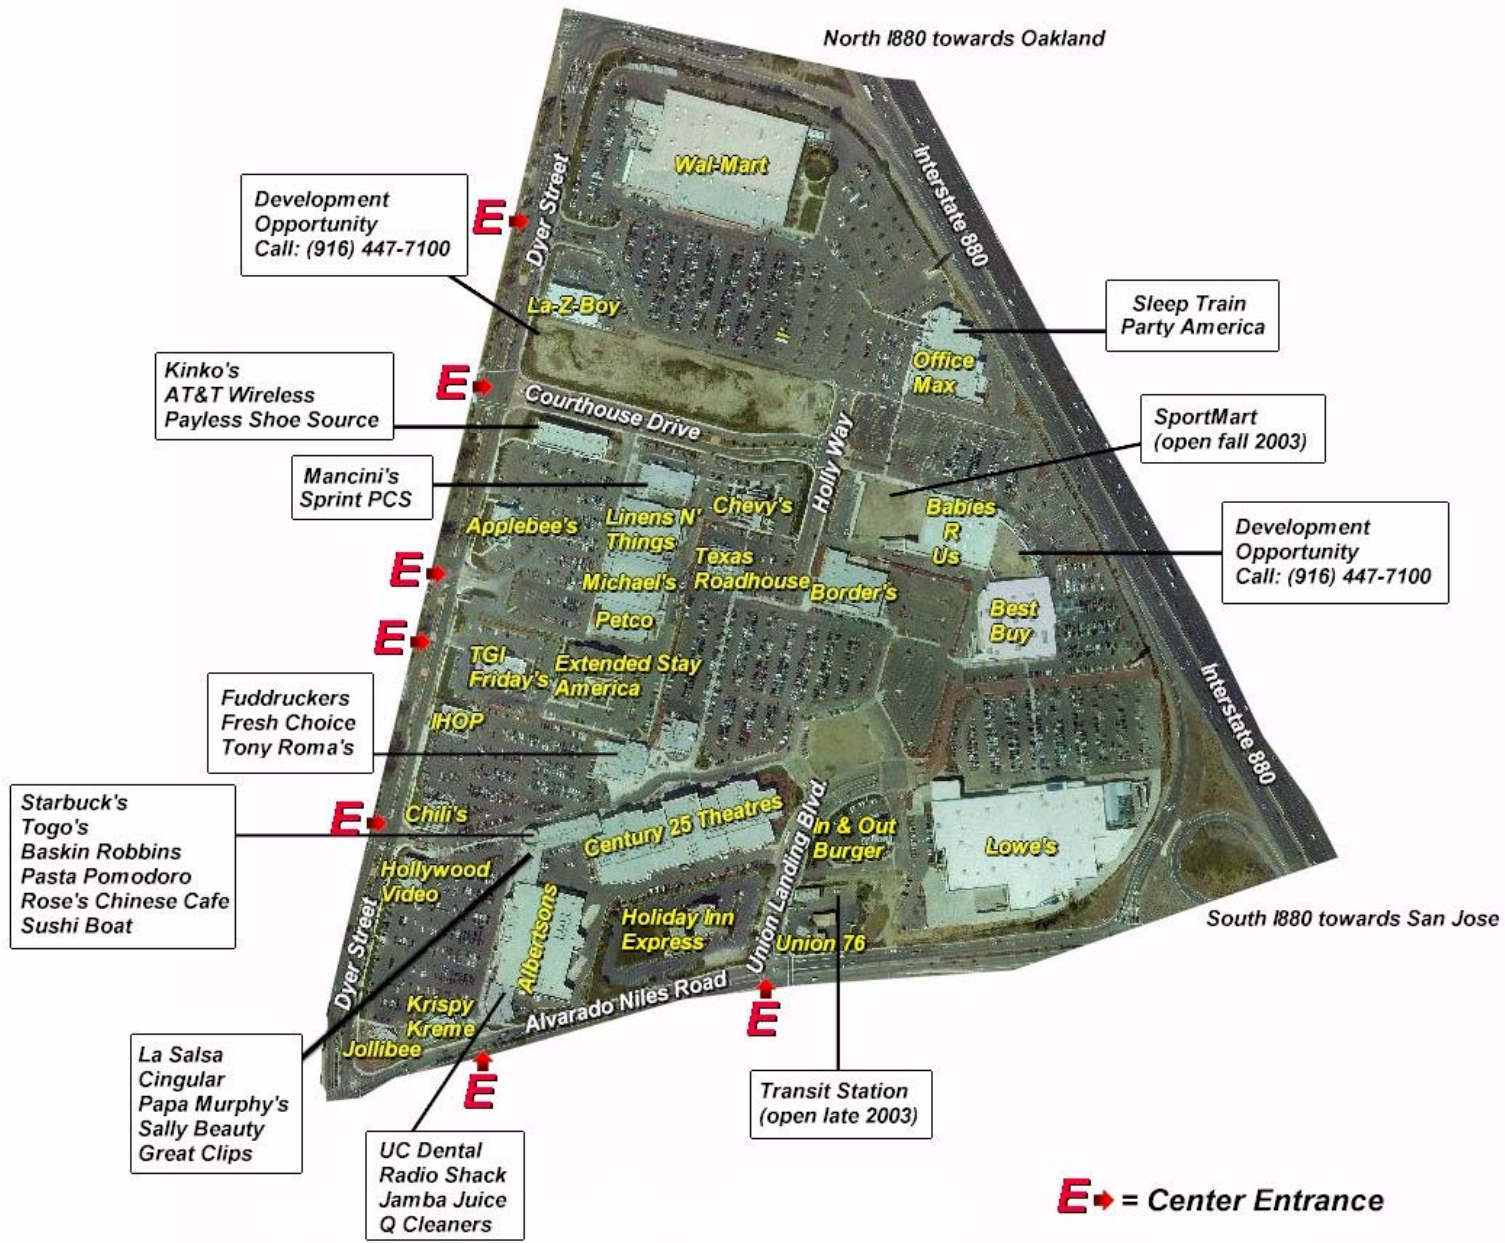 North I880 towards Oakland
Wal-Mart
Interstate 880
Dyer Street
Development
Opportunity
Call: (916) 447-7100
E
La-Z-Boy
Sleep Train
Party America
Office
Max
Kinko's
AT&T Wireless
Payless Shoe Source
E
Courthouse Drive
Holly Way
SportMart
(open fall 2003)
Mancini's
Sprint PCS
Applebee's
Linens N'
Things
Chevy's
Babies
R
Us
Development
Opportunity
Call: (916) 447-7100
Texas
Roadhouse
Michael's
Border's
E
Petco
Best
Buy
E
TGI
Friday's
Extended Stay
America
Interstate 880
Fuddruckers
Fresh Choice
Tony Roma's
IHOP
Starbuck's
Togo's
Baskin Robbins
Pasta Pomodoro
Rose's Chinese Cafe
Sushi Boat
E
Chili's
Century 25 Theatres
Union Landing Blvd.
In & Out
Burger
Lowe's
Hollywood
Video
Albertsons
Holiday Inn
Express
Union 76
South I880 towards San Jose
Dyer Street
Krispy
Kreme
Jollibee
Alvarado Niles Road
E
E
La Salsa
Cingular
Papa Murphy's
Sally Beauty
Great Clips
UC Dental
Radio Shack
Jamba Juice
Q Cleaners
Transit Station
(open late 2003)
E = Center Entrance